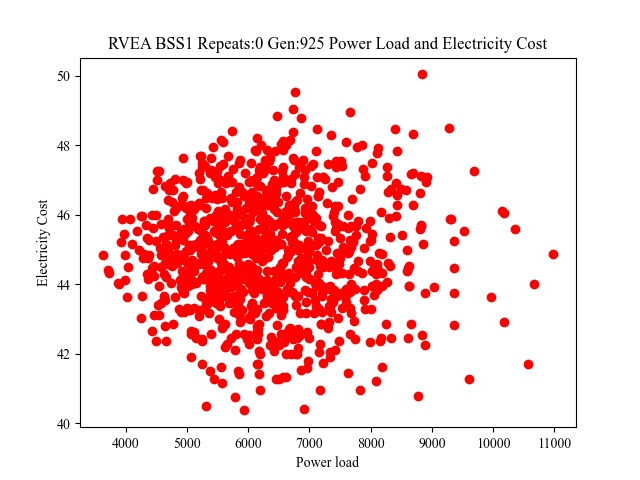 RVEA BSS1 Repeats:0 Gen:925 Power Load and Electricity Cost
50
48
46
44
42
40
Electricity Cost
4000 5000 6000 7000 8000 9000 10000 11000
Power load